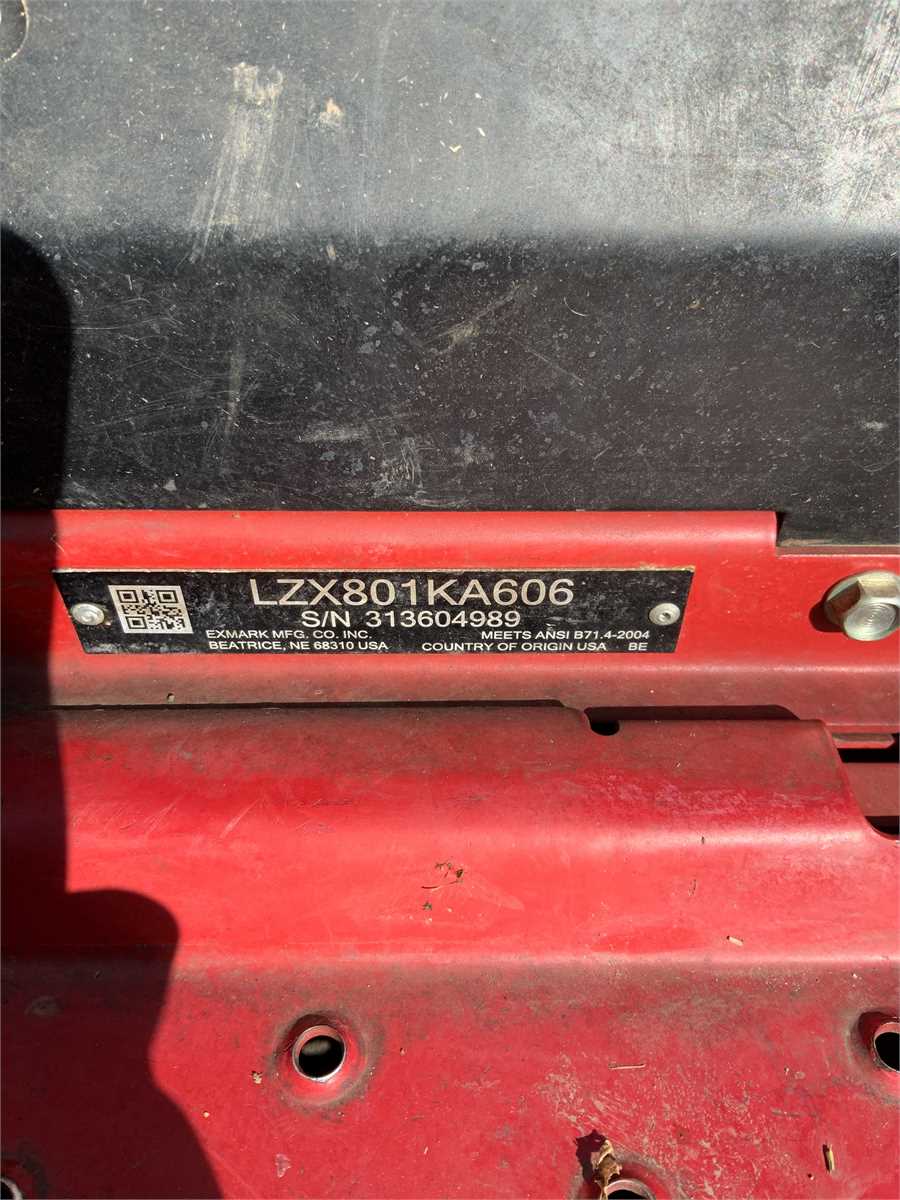 LZX801KA606
S/N 313604989
EXMARK MFG. CO. INC. MEETS ANSI B71.4-2004
BEATRICE, NE 68310 USA COUNTRY OF ORIGIN USA BE